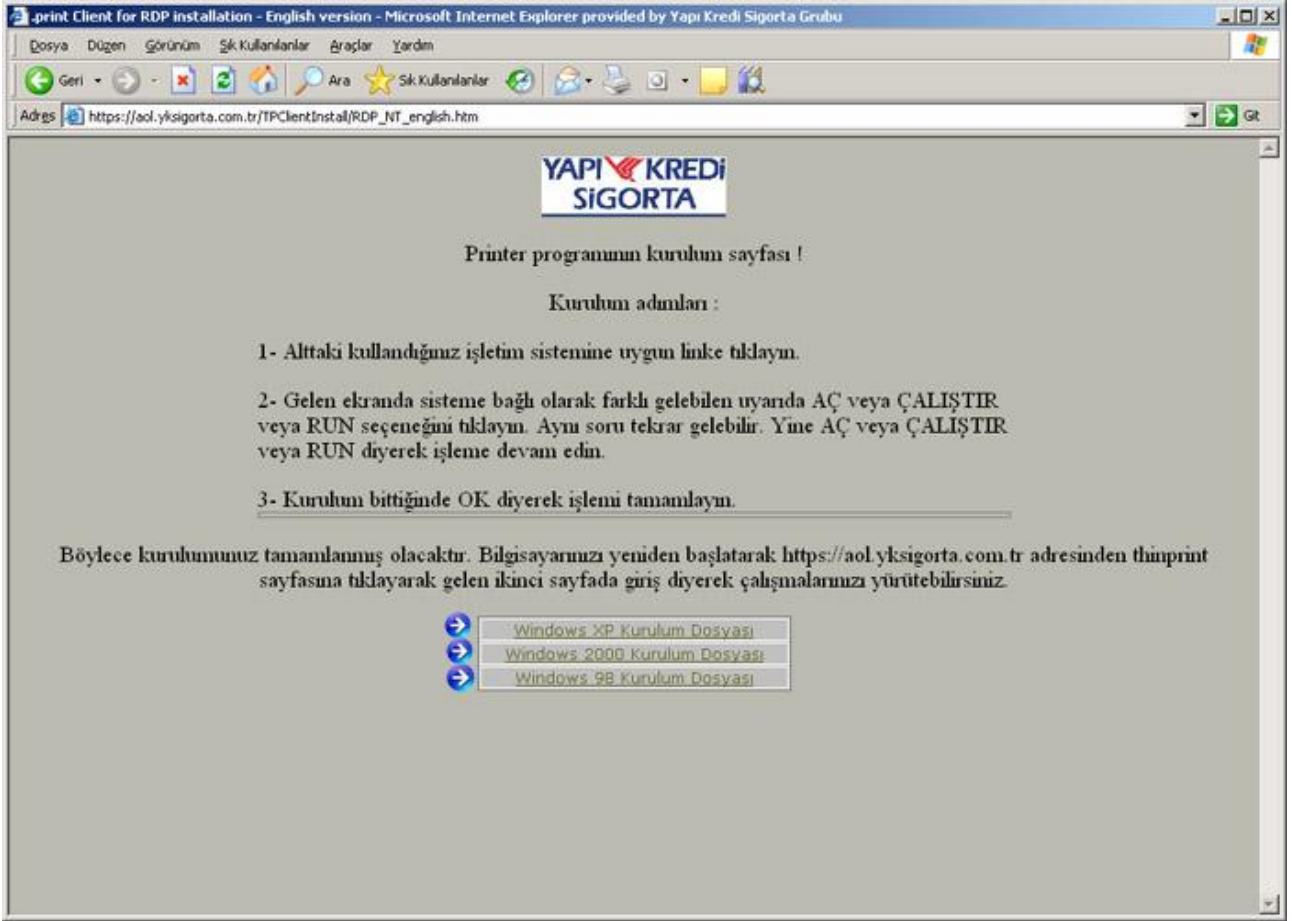 .print Client for RDP installation - English version - Microsoft Internet Explorer provided by Yapı Kredi Sigorta Grubu
Dosya Düzen Görünüm Sık Kullanılanlar Araçlar Yardım
Geri Ara Sık Kullanılanlar
Adres https://aol.yksigorta.com.tr/TPClientInstall/RDP_NT_english.htm Git
YAPI KREDi
SiGORTA
Printer programının kurulum sayfası !
Kurulum adımları :
1- Alttaki kullandığınız işletim sistemine uygun linke tıklayın.
2- Gelen ekranda sisteme bağlı olarak farklı gelebilen uyarıda AÇ veya ÇALIŞTIR
veya RUN seçeneğini tıklayın. Aynı soru tekrar gelebilir. Yine AÇ veya ÇALIŞTIR
veya RUN diyerek işleme devam edin.
3- Kurulum bittiğinde OK diyerek işlemi tamamlayın.
Böylece kurulumunuz tamamlanmış olacaktır. Bilgisayarınızı yeniden başlatarak https://aol.yksigorta.com.tr adresinden thinprint
sayfasına tıklayarak gelen ikinci sayfada giriş diyerek çalışmalarınızı yürütebilirsiniz.
Windows XP Kurulum Dosyası
Windows 2000 Kurulum Dosyası
Windows 98 Kurulum Dosyası